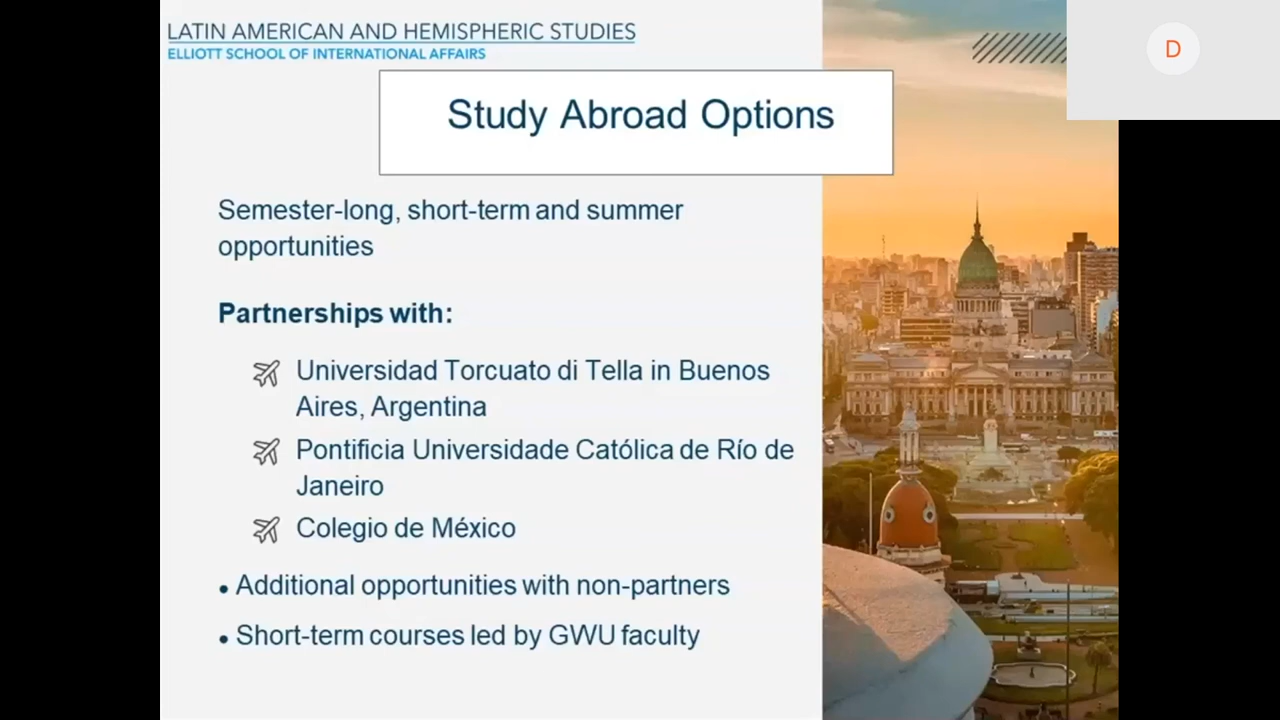 LATIN AMERICAN AND HEMISPHERIC STUDIES
ELLIOTT SCHOOL OF INTERNATIONAL AFFAIRS
D
Study Abroad Options
Semester-long, short-term and summer
opportunities
Partnerships with:
Universidad Torcuato di Tella in Buenos
Aires, Argentina
Pontificia Universidade Católica de Río de
Janeiro
Colegio de México
• Additional opportunities with non-partners
• Short-term courses led by GWU faculty